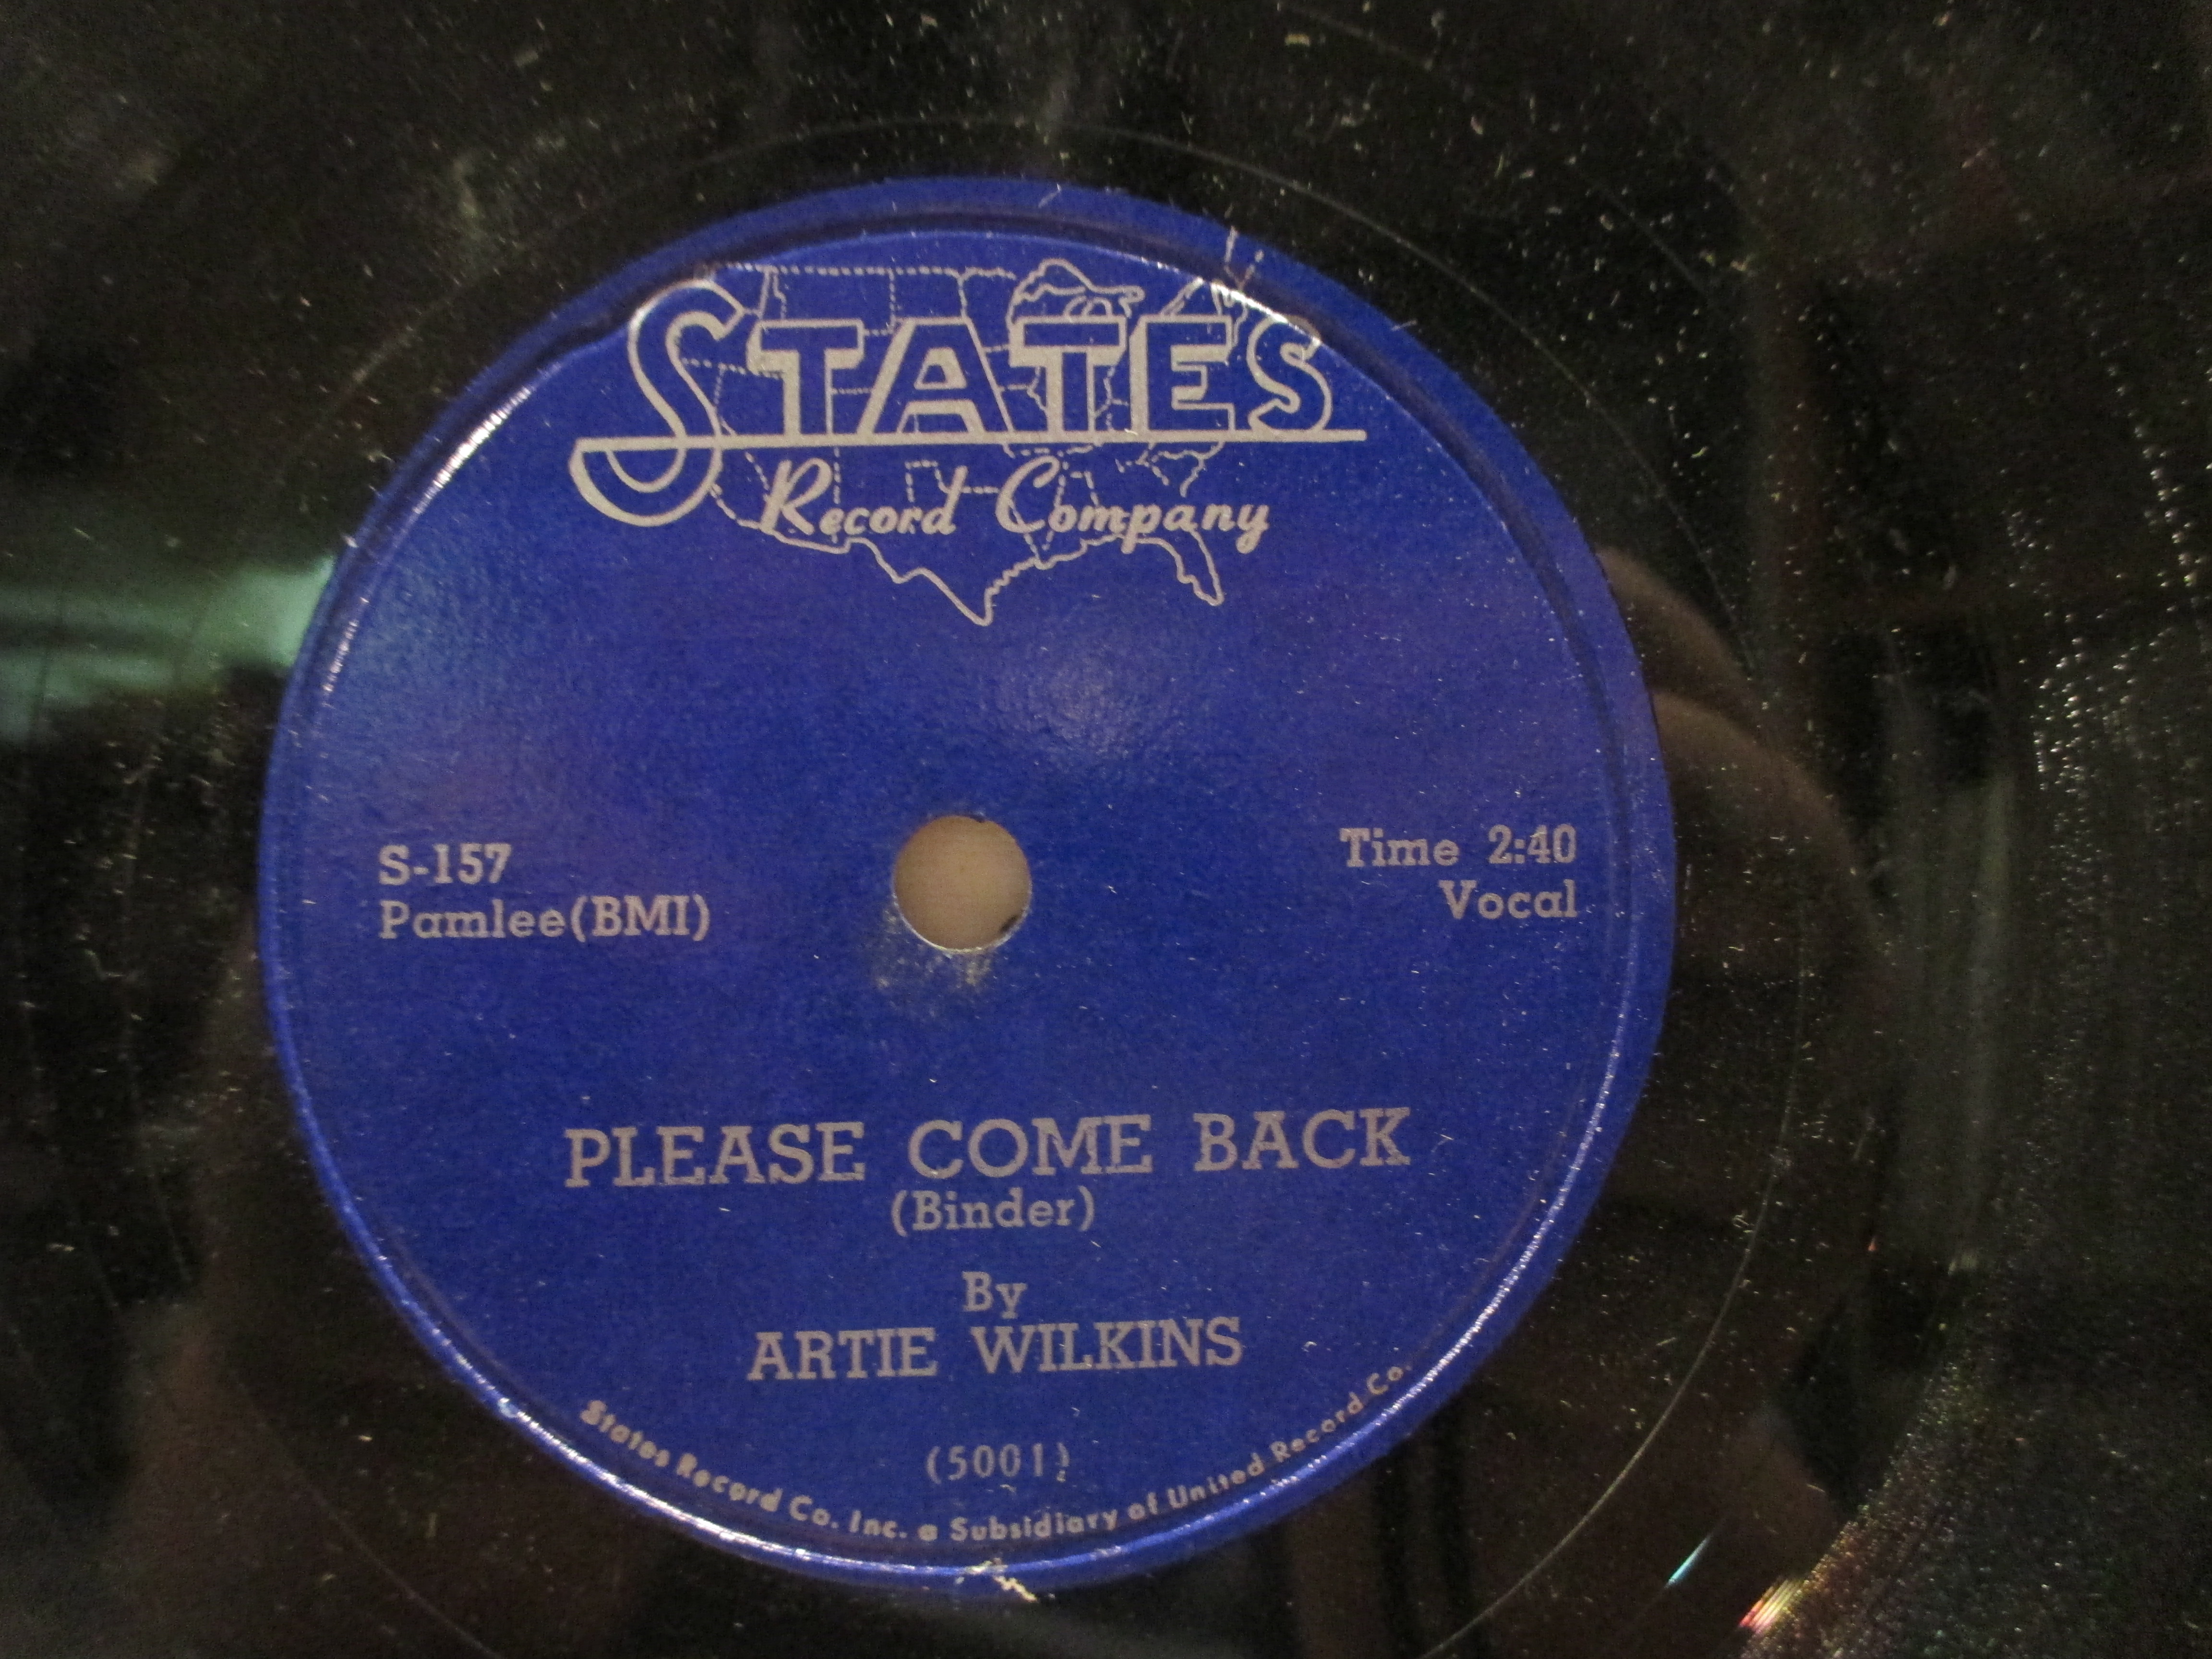 STATES
Record Company
S-157
Pamlee(BMI)
Time 2:40
Vocal
PLEASE COME BACK
(Binder)
By
ARTIE WILKINS
(5001)
States Record Co. Inc. a Subsidiary of United Record Co.